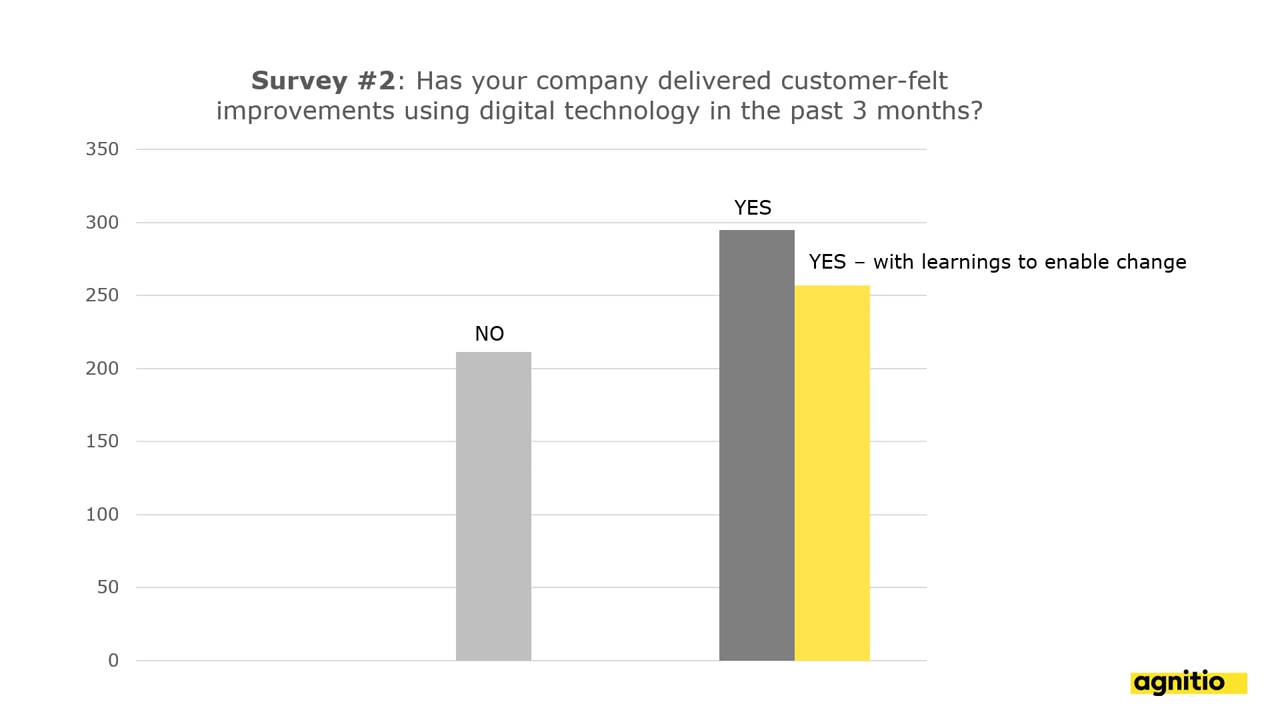 Survey #2: Has your company delivered customer-felt
improvements using digital technology in the past 3 months?
350
300
250
200
150
100
50
0
YES
YES – with learnings to enable change
NO
agnitio